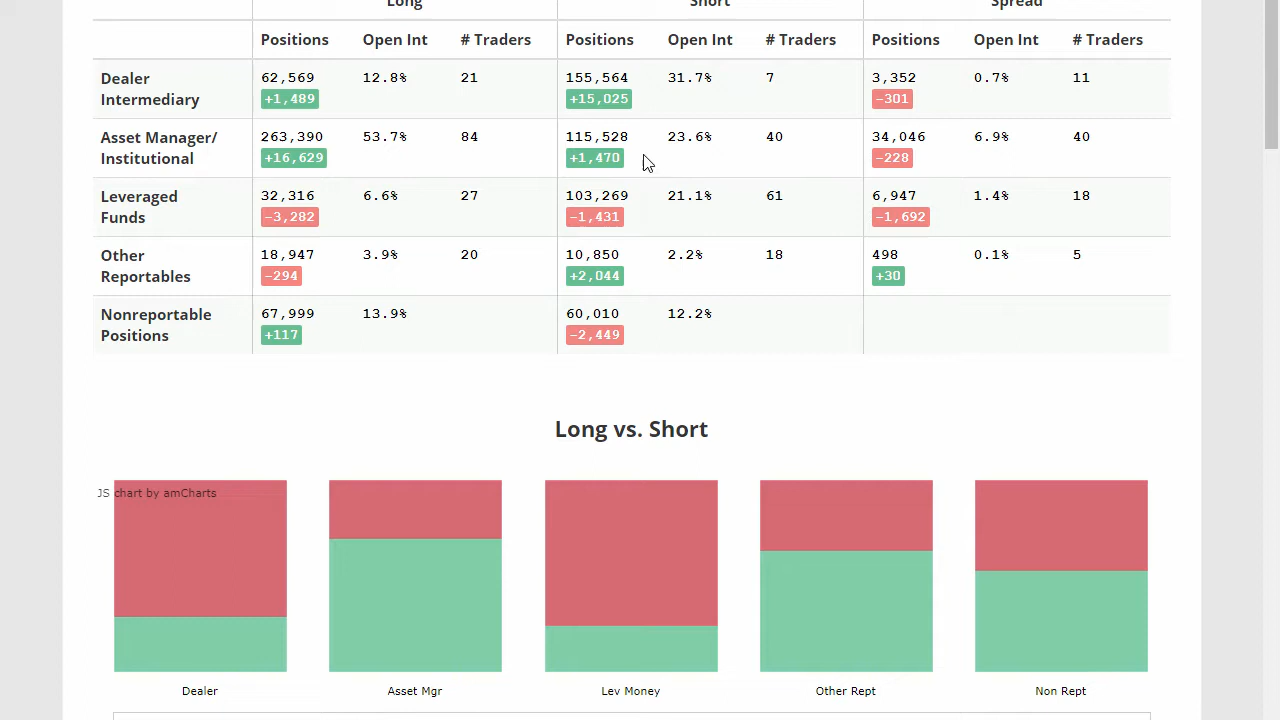 Long Short Spread
Positions Open Int # Traders Positions Open Int # Traders Positions Open Int # Traders
Dealer Intermediary 62,569 12.8% 21 155,564 31.7% 7 3,352 0.7% 11
+1,489 +15,025 −301
Asset Manager/ Institutional 263,390 53.7% 84 115,528 23.6% 40 34,046 6.9% 40
+16,629 +1,470 −228
Leveraged Funds 32,316 6.6% 27 103,269 21.1% 61 6,947 1.4% 18
−3,282 −1,431 −1,692
Other Reportables 18,947 3.9% 20 10,850 2.2% 18 498 0.1% 5
−294 +2,044 +30
Nonreportable Positions 67,999 13.9% 60,010 12.2%
+117 −2,449
Long vs. Short
JS chart by amCharts
Dealer Asset Mgr Lev Money Other Rept Non Rept